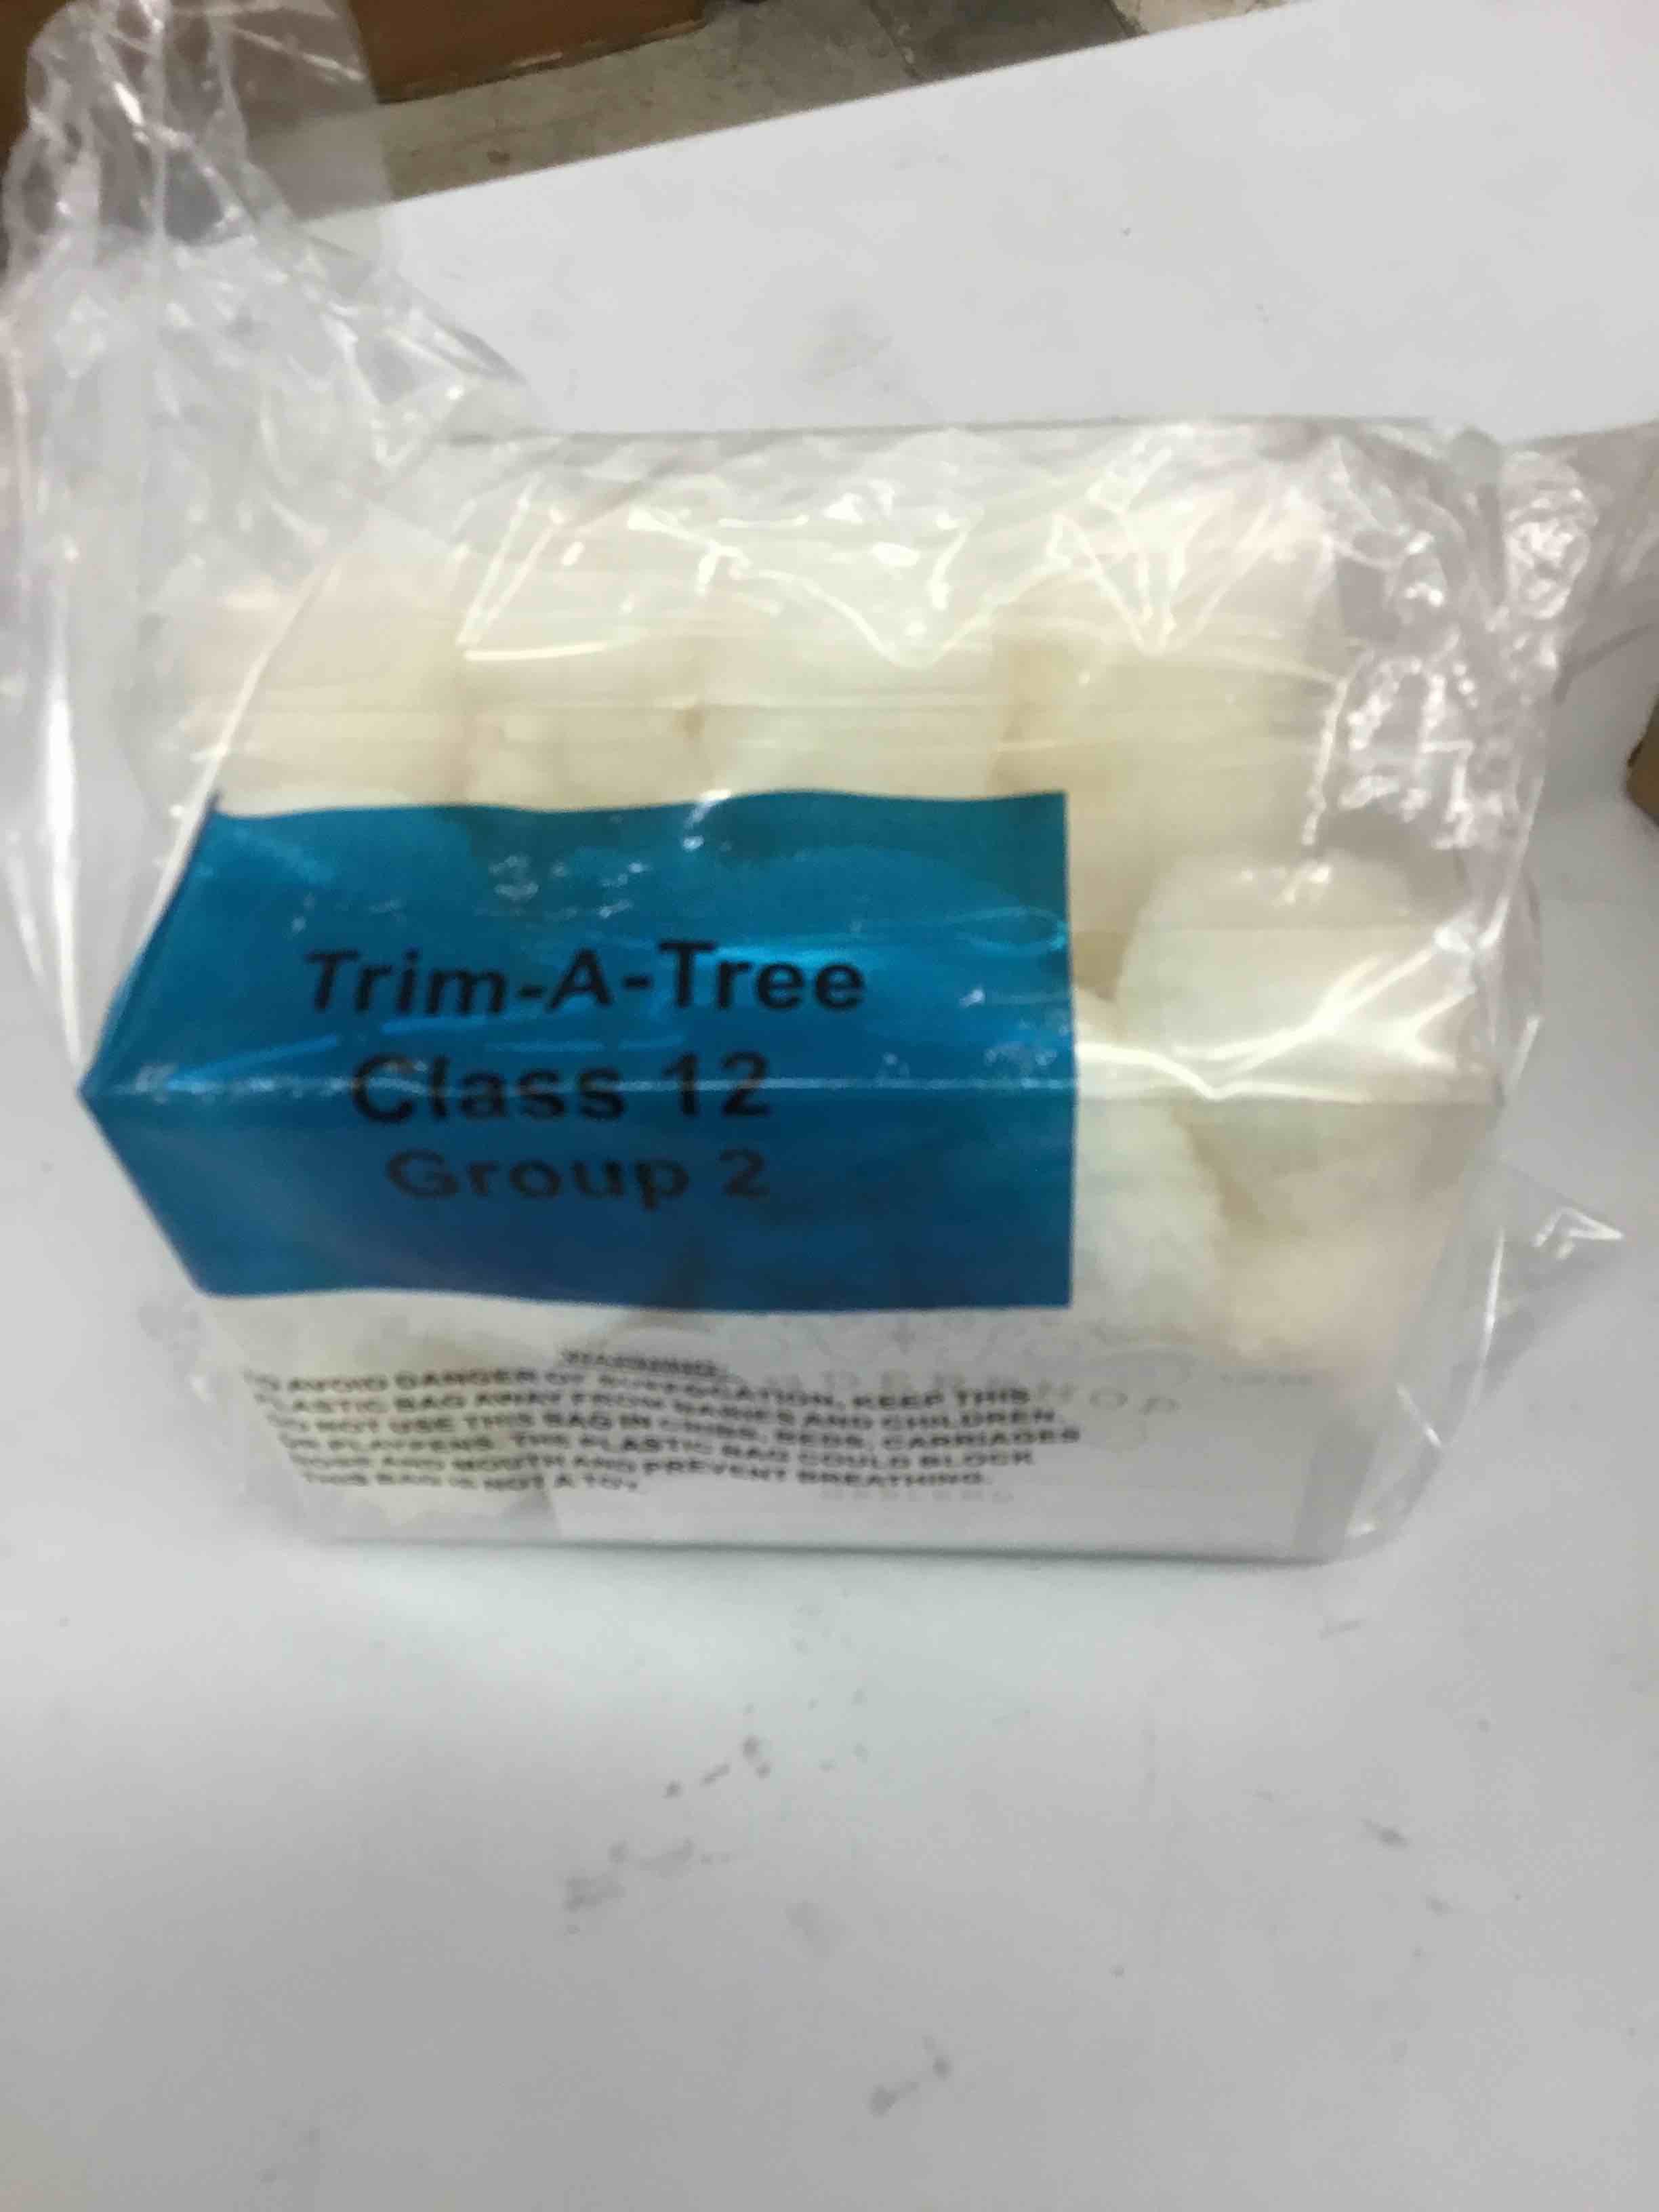 Trim-A-Tree
Class 12
Group 2
WARNING:
TO AVOID DANGER OF SUFFOCATION, KEEP THIS
PLASTIC BAG AWAY FROM BABIES AND CHILDREN.
DO NOT USE THIS BAG IN CRIBS, BEDS, CARRIAGES
OR PLAYPENS. THE PLASTIC BAG COULD BLOCK
NOSE AND MOUTH AND PREVENT BREATHING.
THIS BAG IS NOT A TOY.